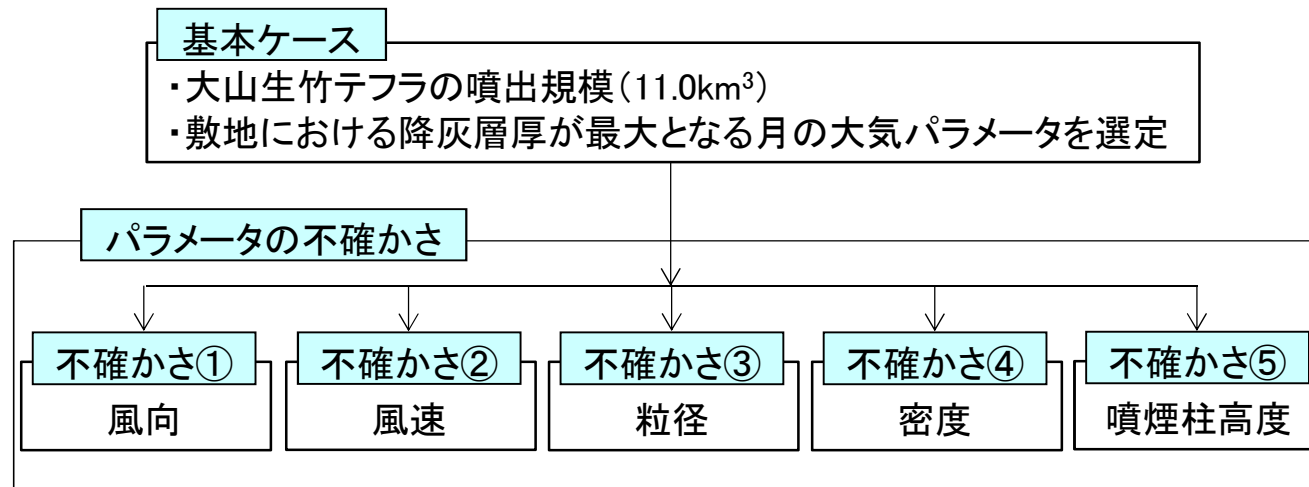 基本ケース
・大山生竹テフラの噴出規模（11.0km³）
・敷地における降灰層厚が最大となる月の大気パラメータを選定
パラメータの不確かさ
不確かさ①
風向
不確かさ②
風速
不確かさ③
粒径
不確かさ④
密度
不確かさ⑤
噴煙柱高度